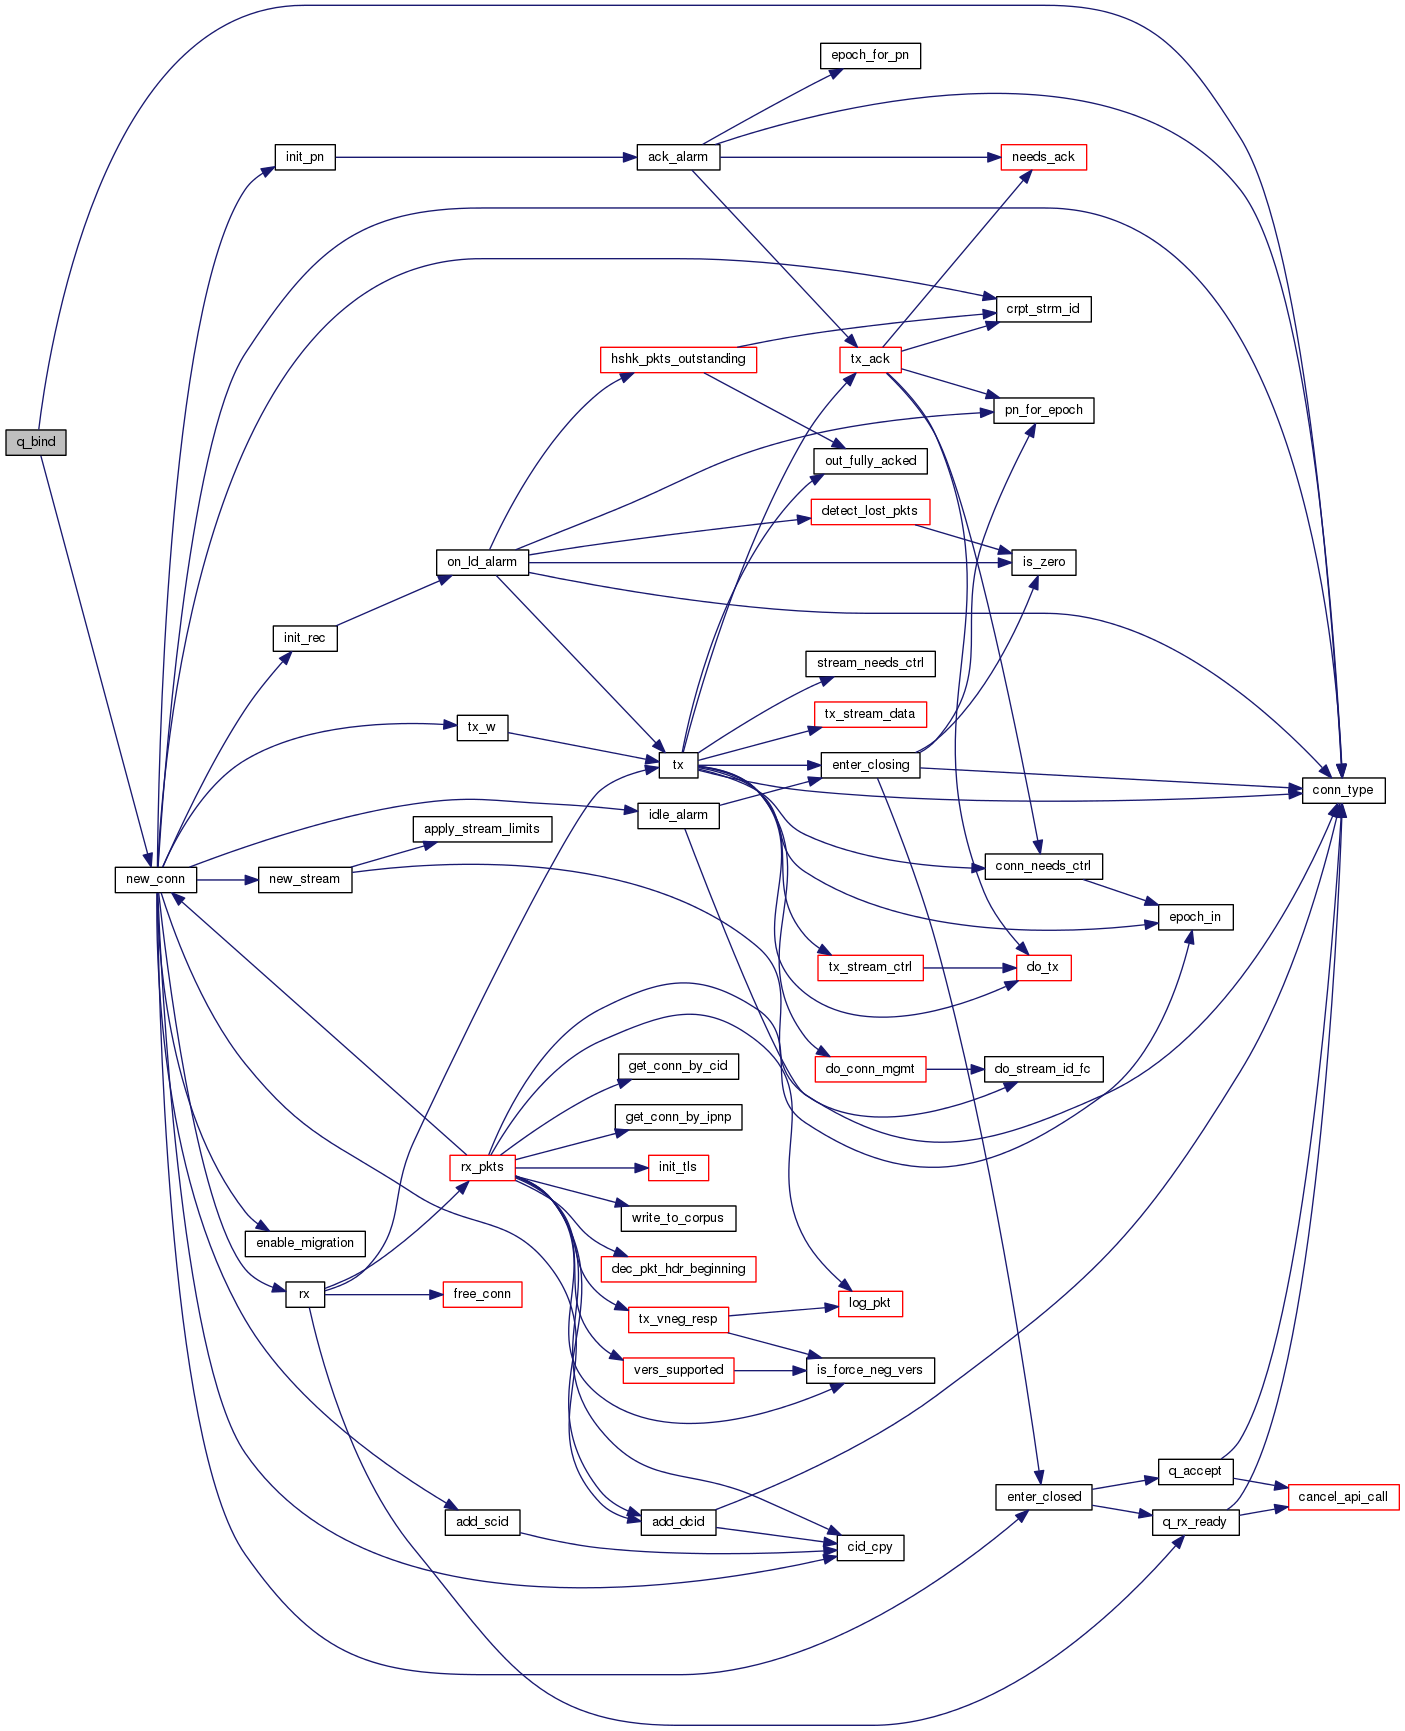 epoch_for_pn
init_pn
ack_alarm
needs_ack
crpt_strm_id
hshk_pkts_outstanding
tx_ack
pn_for_epoch
q_bind
out_fully_acked
detect_lost_pkts
on_ld_alarm
is_zero
init_rec
stream_needs_ctrl
tx_stream_data
tx_w
tx
enter_closing
conn_type
idle_alarm
apply_stream_limits
new_conn
new_stream
conn_needs_ctrl
epoch_in
tx_stream_ctrl
do_tx
get_conn_by_cid
do_conn_mgmt
do_stream_id_fc
get_conn_by_ipnp
rx_pkts
init_tls
write_to_corpus
enable_migration
dec_pkt_hdr_beginning
rx
free_conn
log_pkt
tx_vneg_resp
vers_supported
is_force_neg_vers
q_accept
enter_closed
cancel_api_call
add_scid
add_dcid
q_rx_ready
cid_cpy